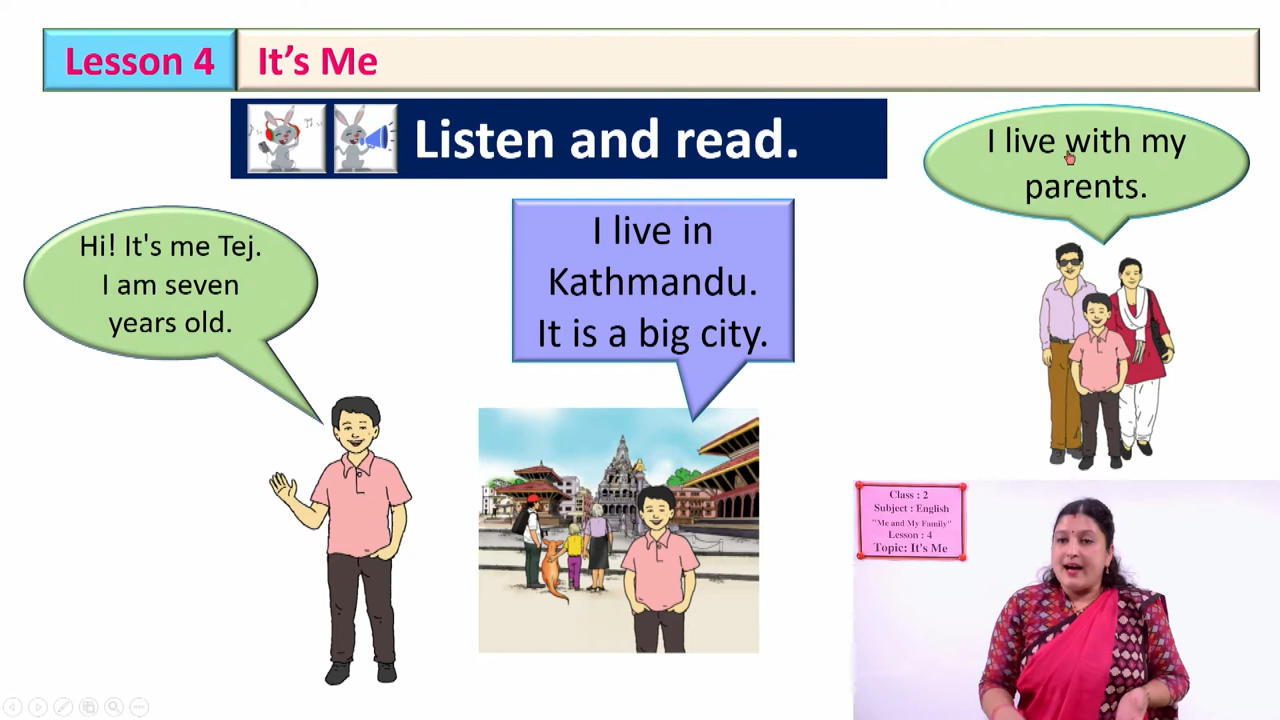 Lesson 4
It's Me
Listen and read.
Hi! It's me Tej.
I am seven
years old.
I live in
Kathmandu.
It is a big city.
I live with my
parents.
Class : 2
Subject : English
"Me and My Family"
Lesson : 4
Topic: It's Me